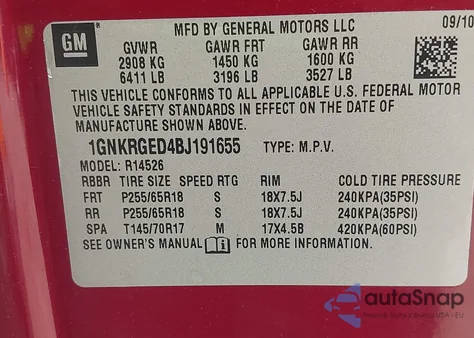 MFD BY GENERAL MOTORS LLC 09/10
GM
GVWR GAWR FRT GAWR RR
2908 KG 1450 KG 1600 KG
6411 LB 3196 LB 3527 LB
THIS VEHICLE CONFORMS TO ALL APPLICABLE U.S. FEDERAL MOTOR
VEHICLE SAFETY STANDARDS IN EFFECT ON THE DATE OF
MANUFACTURE SHOWN ABOVE.
1GNKRGED4BJ191655 TYPE: M.P.V.
MODEL: R14526
RBBR TIRE SIZE SPEED RTG RIM COLD TIRE PRESSURE
FRT P255/65R18 S 18X7.5J 240KPA(35PSI)
RR P255/65R18 S 18X7.5J 240KPA(35PSI)
SPA T145/70R17 M 17X4.5B 420KPA(60PSI)
SEE OWNER'S MANUAL FOR MORE INFORMATION.
autaSnap
USA - EU